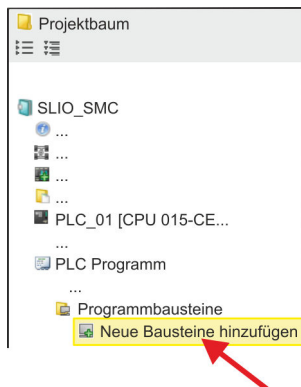 Projektbaum
SLIO_SMC
...
...
...
...
PLC_01 [CPU 015-CE...
...
PLC Programm
...
Programmbausteine
Neue Bausteine hinzufügen